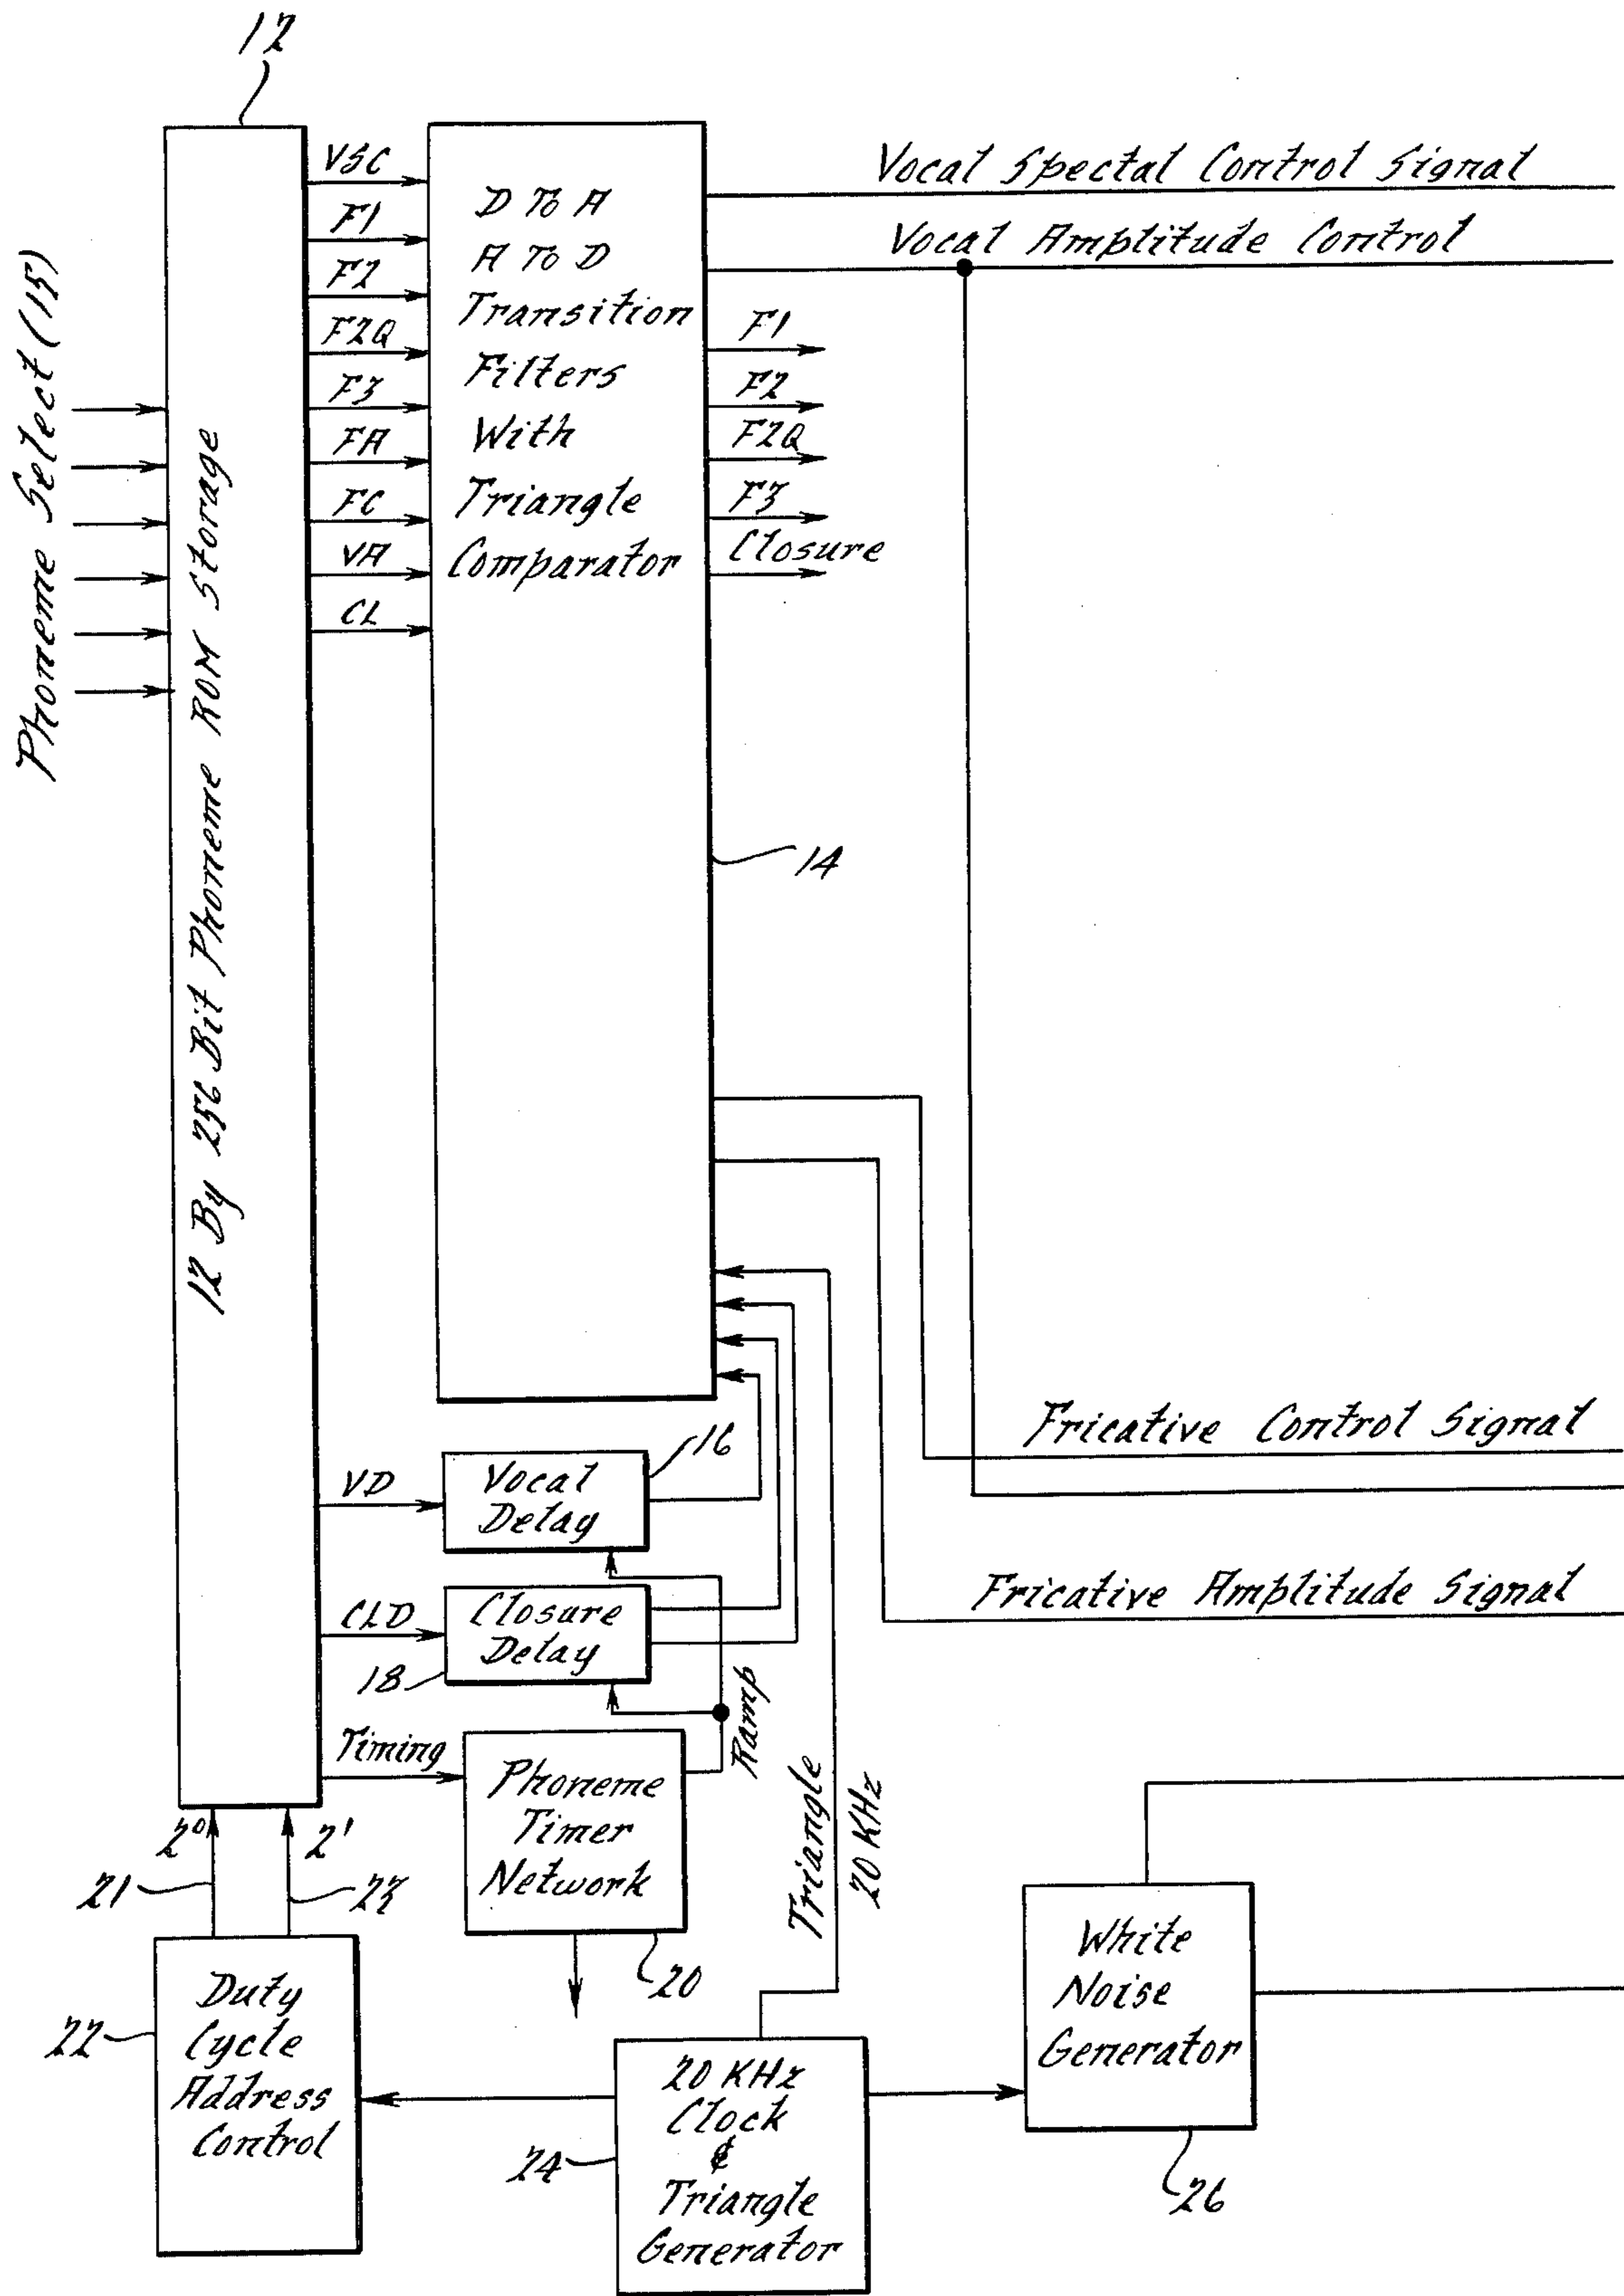 12
Phoneme Select (15)
12 By 256 Bit Phoneme ROM Storage
VSC
F1
F2
F2Q
F3
FA
FC
VA
CL
D To A
A To D
Transition
Filters
With
Triangle
Comparator
14
Vocal Spectal Control Signal
Vocal Amplitude Control
F1
F2
F2Q
F3
Closure
Fricative Control Signal
Fricative Amplitude Signal
VD
Vocal
Delay
16
CLD
Closure
Delay
18
Ramp
Timing
Phoneme
Timer
Network
20
Triangle
20 KHz
2⁰
2¹
21
23
Duty
Cycle
Address
Control
22
20 KHz
Clock
&
Triangle
Generator
24
White
Noise
Generator
26